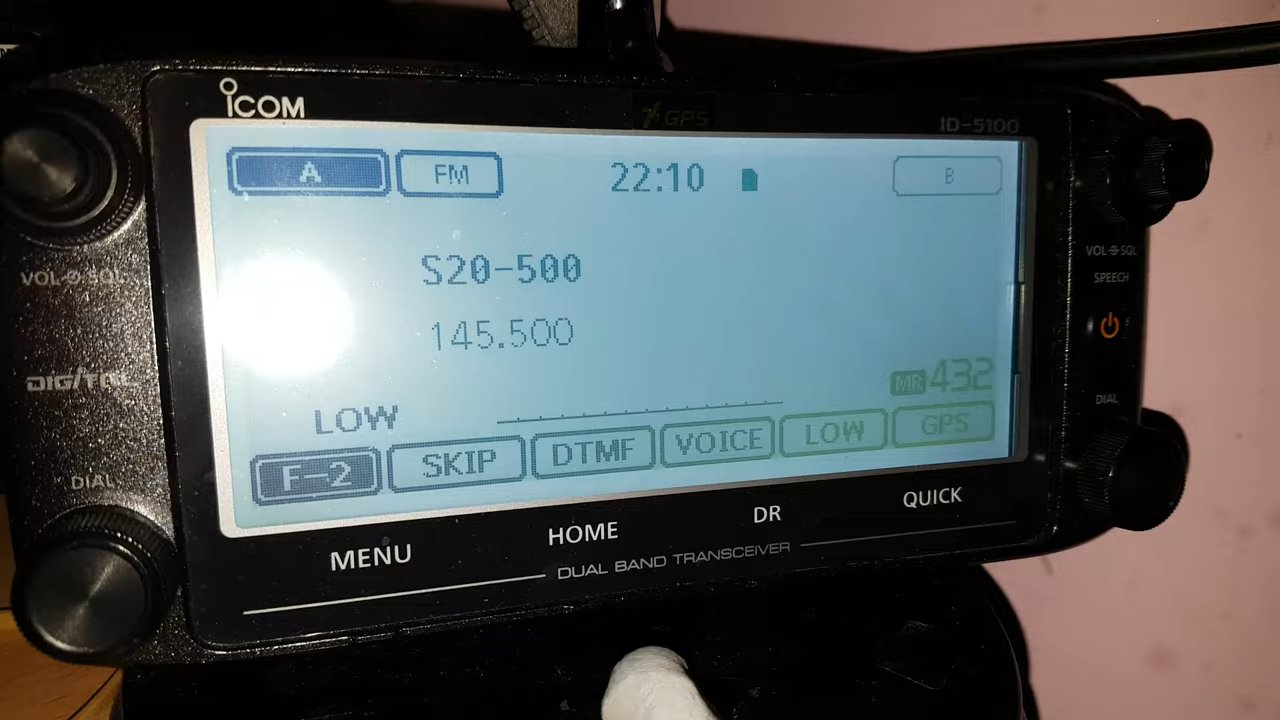 iCOM
GPS
ID-5100
A FM 22:10 B
S20-500
145.500
MR 432
LOW
F-2 SKIP DTMF VOICE LOW GPS
MENU HOME DR QUICK
DUAL BAND TRANSCEIVER
VOL SQL
DIGITAL
DIAL
VOL SQL
SPEECH
DIAL